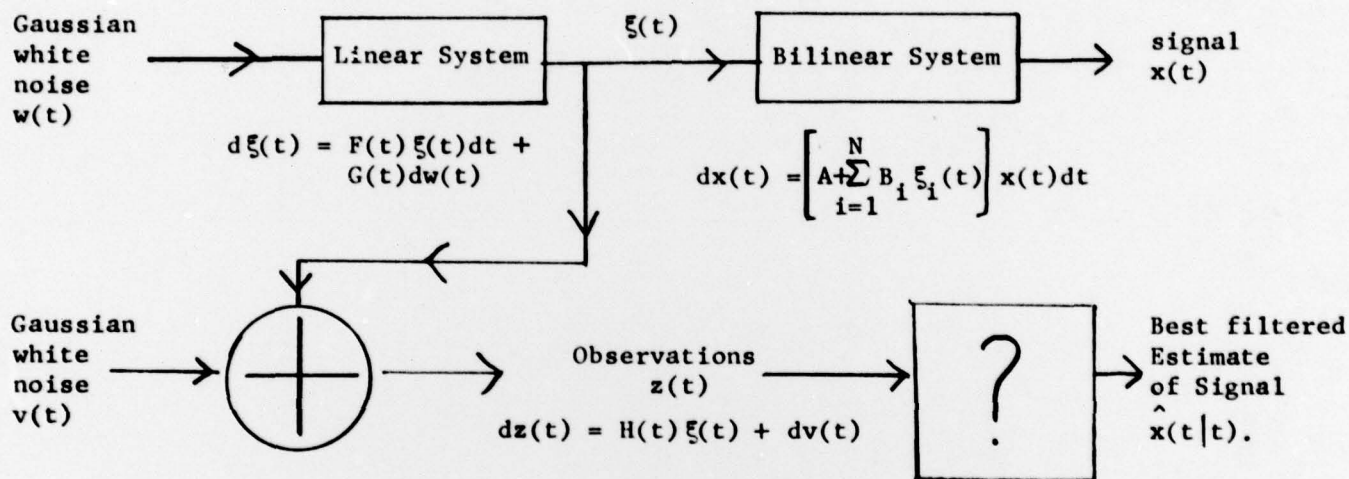 Gaussian
white
noise
w(t)
Linear System
ξ(t)
Bilinear System
signal
x(t)
dξ(t) = F(t)ξ(t)dt +
G(t)dw(t)
dx(t) = [A+∑ B_i ξ_i(t)] x(t)dt
N
i=1
Gaussian
white
noise
v(t)
Observations
z(t)
dz(t) = H(t)ξ(t) + dv(t)
?
Best filtered
Estimate
of Signal
x̂(t|t).